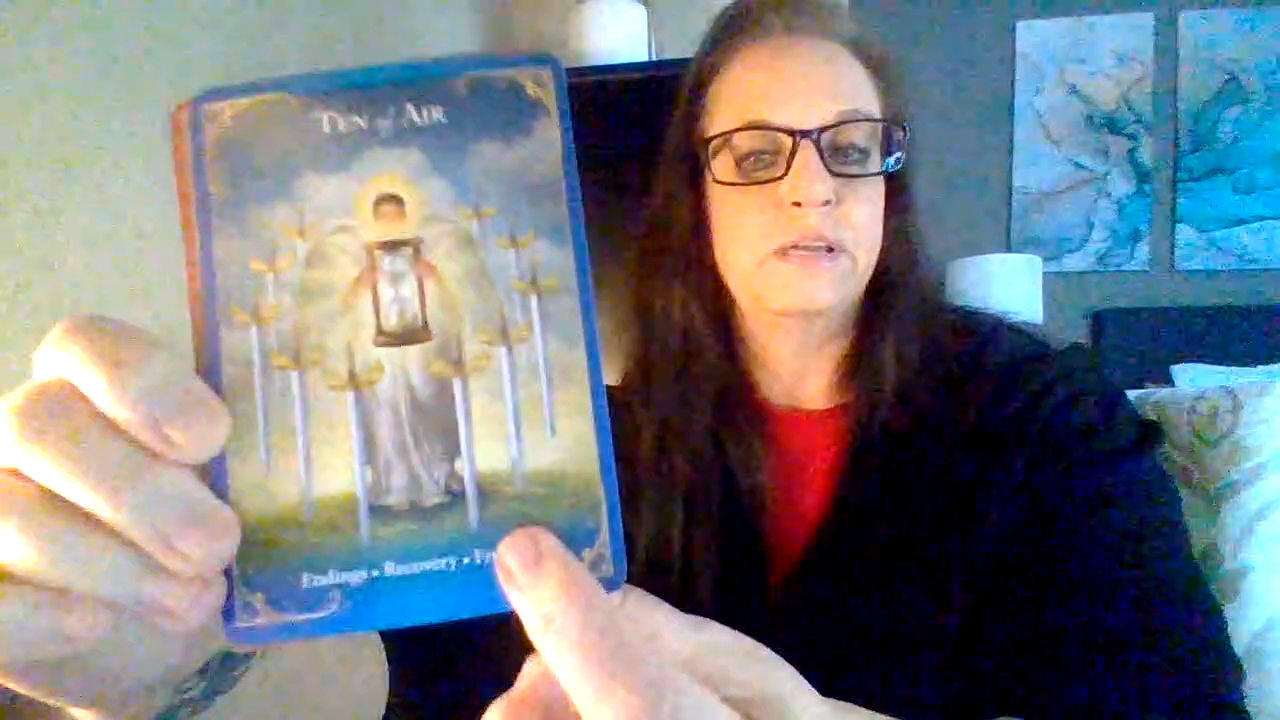 TEN of AIR
Endings • Recovery •